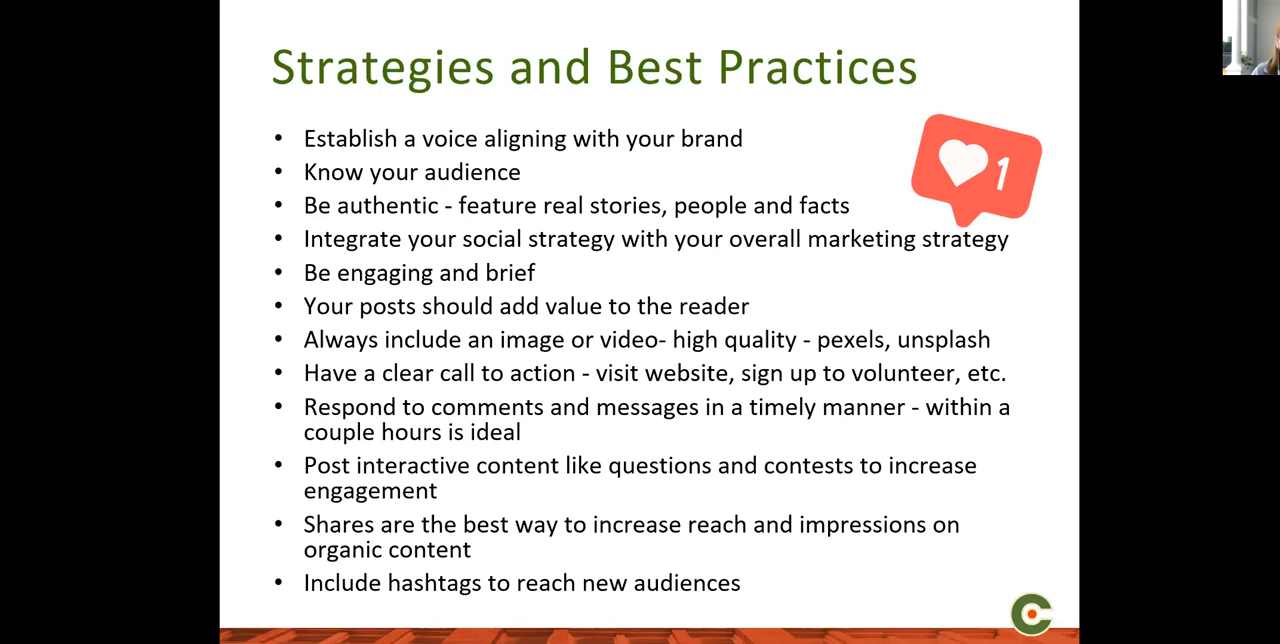 Strategies and Best Practices
• Establish a voice aligning with your brand
• Know your audience
• Be authentic - feature real stories, people and facts
• Integrate your social strategy with your overall marketing strategy
• Be engaging and brief
• Your posts should add value to the reader
• Always include an image or video- high quality - pexels, unsplash
• Have a clear call to action - visit website, sign up to volunteer, etc.
• Respond to comments and messages in a timely manner - within a
couple hours is ideal
• Post interactive content like questions and contests to increase
engagement
• Shares are the best way to increase reach and impressions on
organic content
• Include hashtags to reach new audiences
1